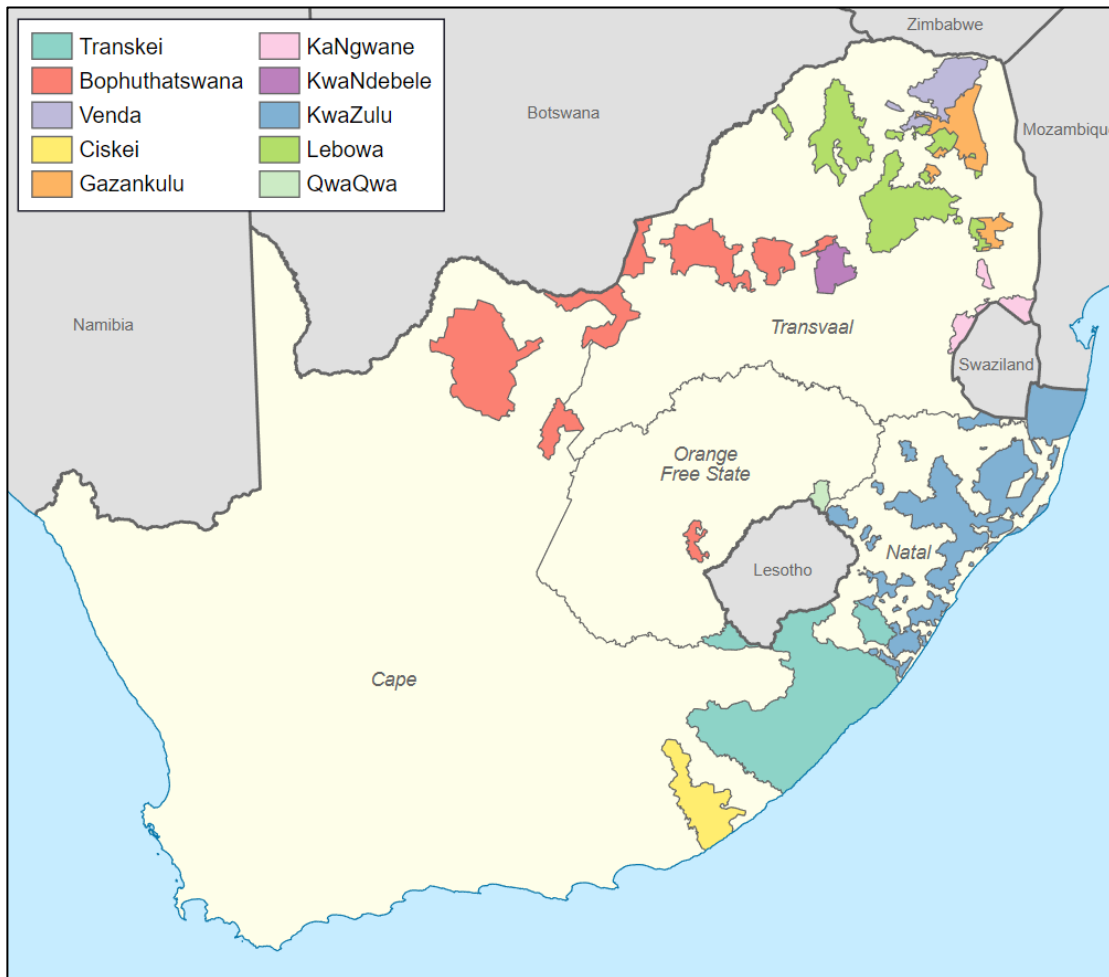 Transkei
Bophuthatswana
Venda
Ciskei
Gazankulu
KaNgwane
KwaNdebele
KwaZulu
Lebowa
QwaQwa
Zimbabwe
Botswana
Mozambique
Namibia
Transvaal
Swaziland
Orange
Free State
Natal
Lesotho
Cape